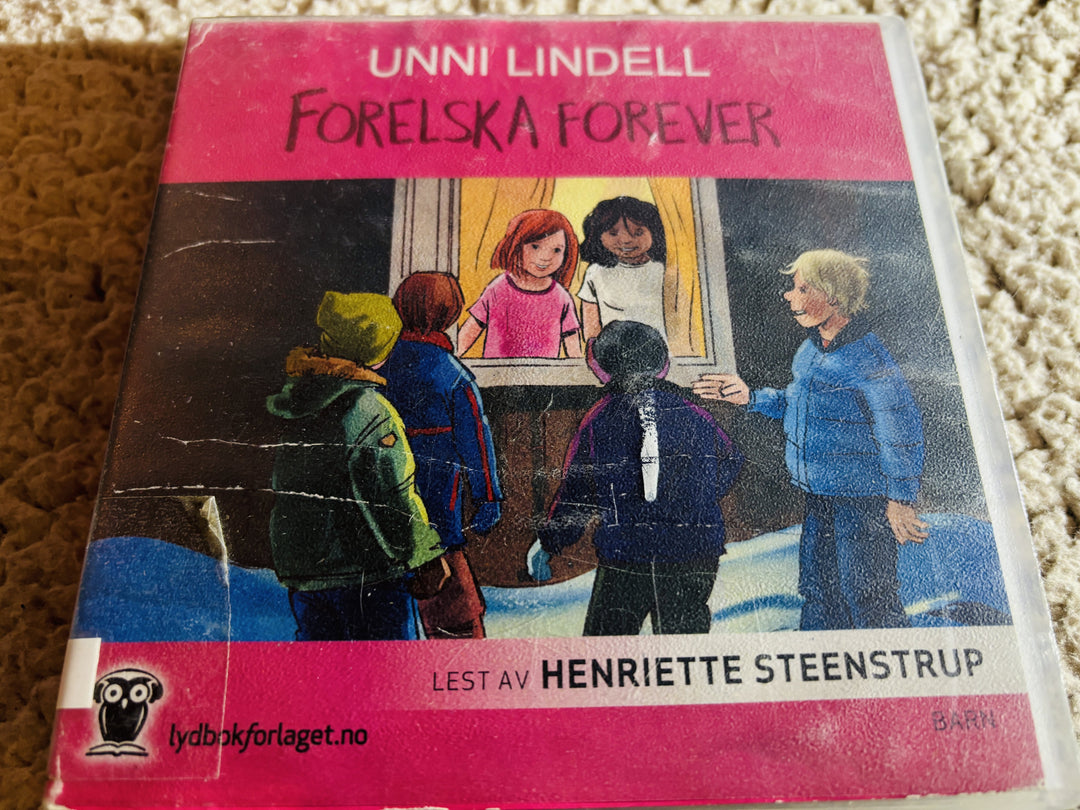 UNNI LINDELL
FORELSKA FOREVER
LEST AV HENRIETTE STEENSTRUP
BARN
lydbokforlaget.no